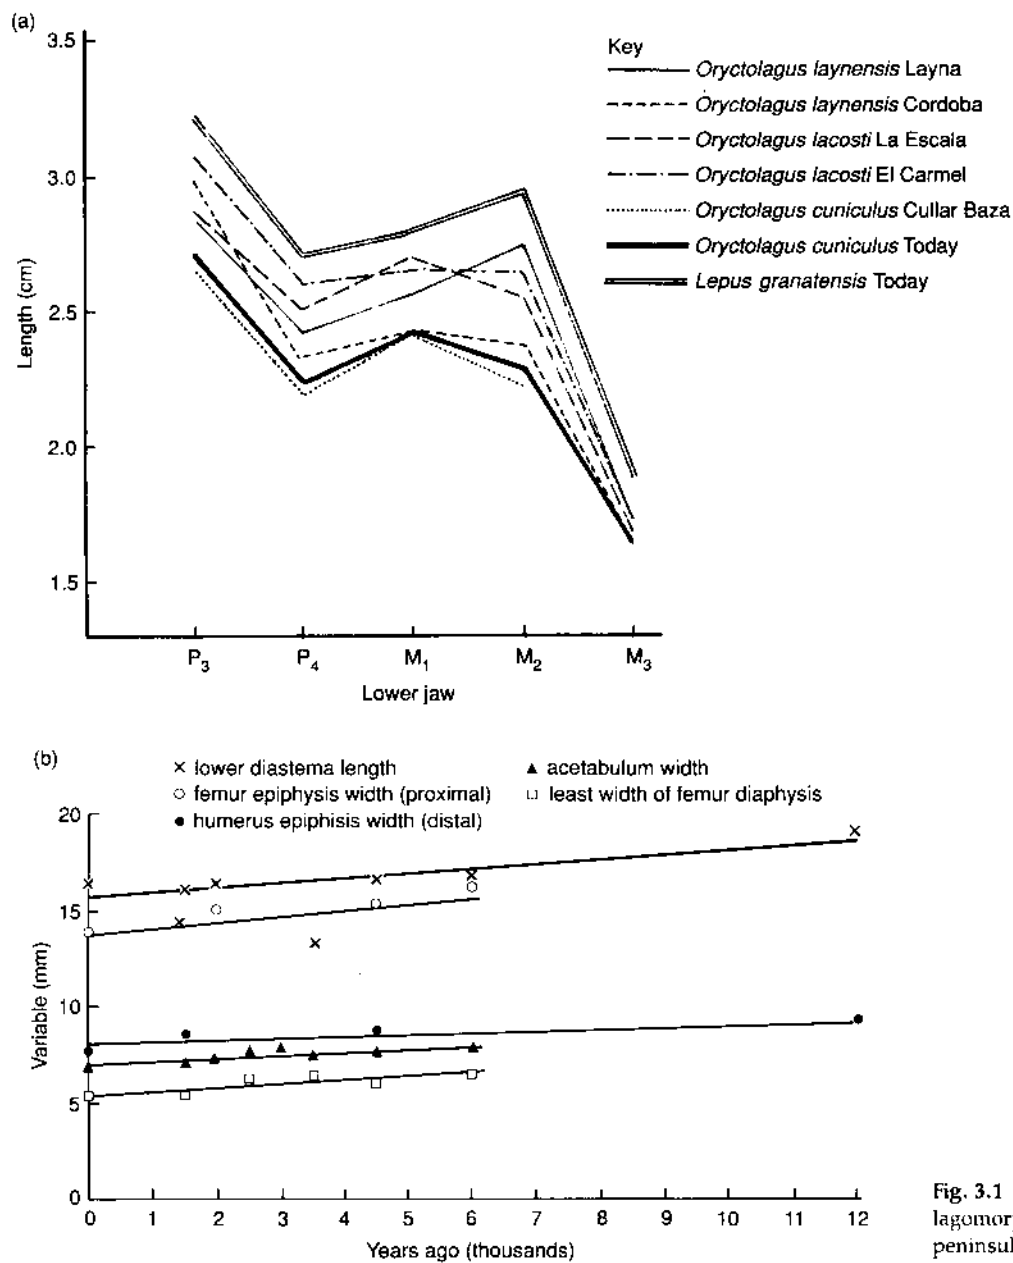 (a)
3.5
3.0
2.5
2.0
1.5
Length (cm)
P3
P4
M1
M2
M3
Lower jaw
Key
Oryctolagus laynensis Layna
Oryctolagus laynensis Cordoba
Oryctolagus lacosti La Escala
Oryctolagus lacosti El Carmel
Oryctolagus cuniculus Cullar Baza
Oryctolagus cuniculus Today
Lepus granatensis Today
(b)
× lower diastema length
▲ acetabulum width
○ femur epiphysis width (proximal)
□ least width of femur diaphysis
● humerus epiphisis width (distal)
20
15
10
5
0
Variable (mm)
0 1 2 3 4 5 6 7 8 9 10 11 12
Years ago (thousands)
Fig. 3.1
lagomor
peninsul